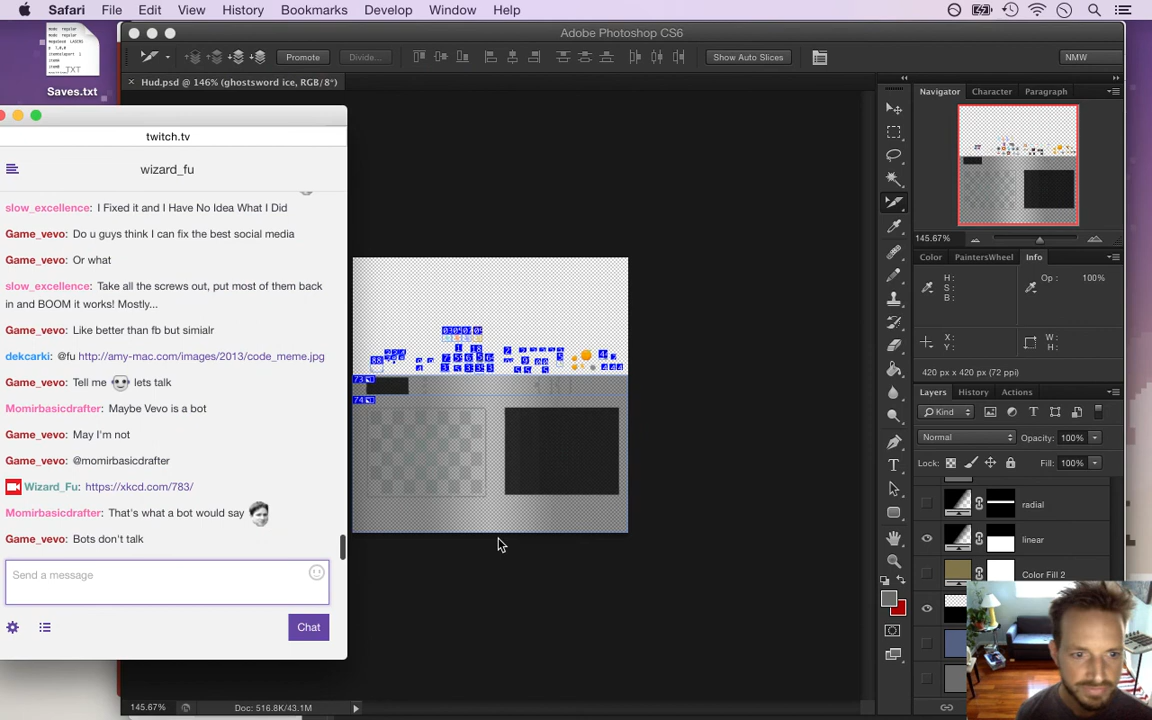 Safari File Edit View History Bookmarks Develop Window Help
Saves.txt
TXT
Adobe Photoshop CS6
Promote
Divide...
Show Auto Slices
NMW
Hud.psd @ 146% (ghostsword ice, RGB/8*)
twitch.tv
wizard_fu
slow_excellence: I Fixed it and I Have No Idea What I Did
Game_vevo: Do u guys think I can fix the best social media
Game_vevo: Or what
slow_excellence: Take all the screws out, put most of them back
in and BOOM it works! Mostly...
Game_vevo: Like better than fb but simialr
dekcarki: @fu http://amy-mac.com/images/2013/code_meme.jpg
Game_vevo: Tell me lets talk
Momirbasicdrafter: Maybe Vevo is a bot
Game_vevo: May I'm not
Game_vevo: @momirbasicdrafter
Wizard_Fu: https://xkcd.com/783/
Momirbasicdrafter: That's what a bot would say
Game_vevo: Bots don't talk
Send a message
Chat
Navigator Character Paragraph
145.67%
Color PaintersWheel Info
H:
S:
B:
Op: 100%
X:
Y:
W:
H:
420 px x 420 px (72 ppi)
Layers History Actions
Kind
Normal
Opacity: 100%
Lock:
Fill: 100%
radial
linear
Color Fill 2
145.67%
Doc: 516.8K/43.1M